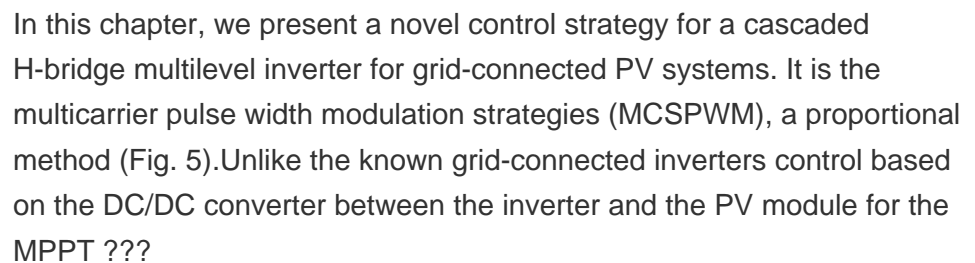 In this chapter, we present a novel control strategy for a cascaded
H-bridge multilevel inverter for grid-connected PV systems. It is the
multicarrier pulse width modulation strategies (MCSPWM), a proportional
method (Fig. 5).Unlike the known grid-connected inverters control based
on the DC/DC converter between the inverter and the PV module for the
MPPT ???